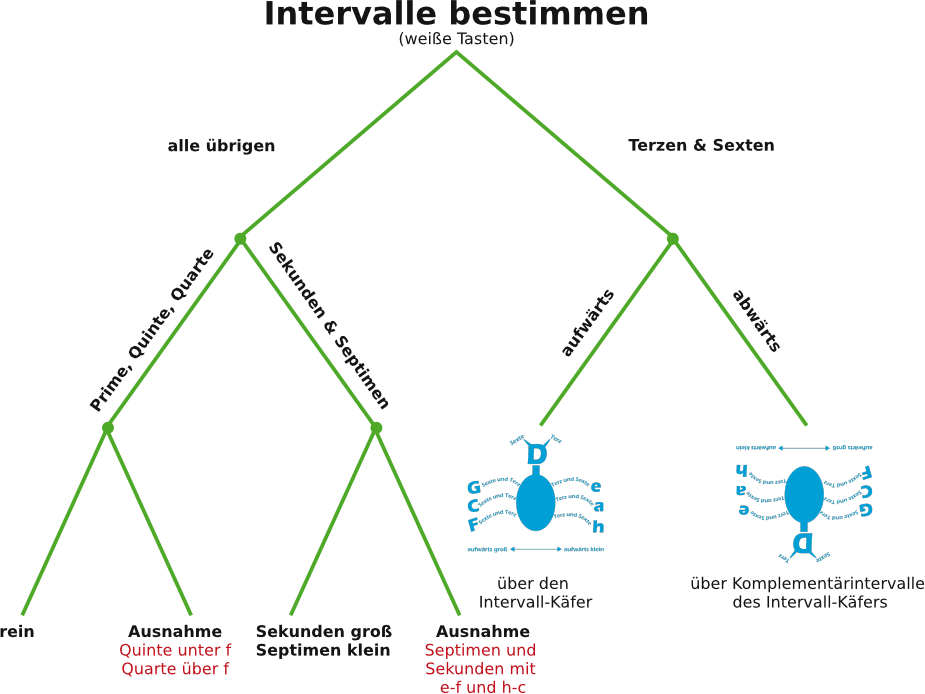 Intervalle bestimmen
(weiße Tasten)
alle übrigen
Terzen & Sexten
Prime, Quinte, Quarte
Sekunden & Septimen
aufwärts
abwärts
Sexte Terz
D
G Sexte und Terz Terz und Sexte e
C Sexte und Terz Terz und Sexte a
F Sexte und Terz Terz und Sexte h
aufwärts groß aufwärts klein
über den
Intervall-Käfer
aufwärts klein aufwärts groß
h Terz und Sexte Sexte und Terz F
a Terz und Sexte Sexte und Terz C
e Terz und Sexte Sexte und Terz G
D
Terz Sexte
über Komplementärintervalle
des Intervall-Käfers
rein
Ausnahme
Quinte unter f
Quarte über f
Sekunden groß
Septimen klein
Ausnahme
Septimen und
Sekunden mit
e-f und h-c